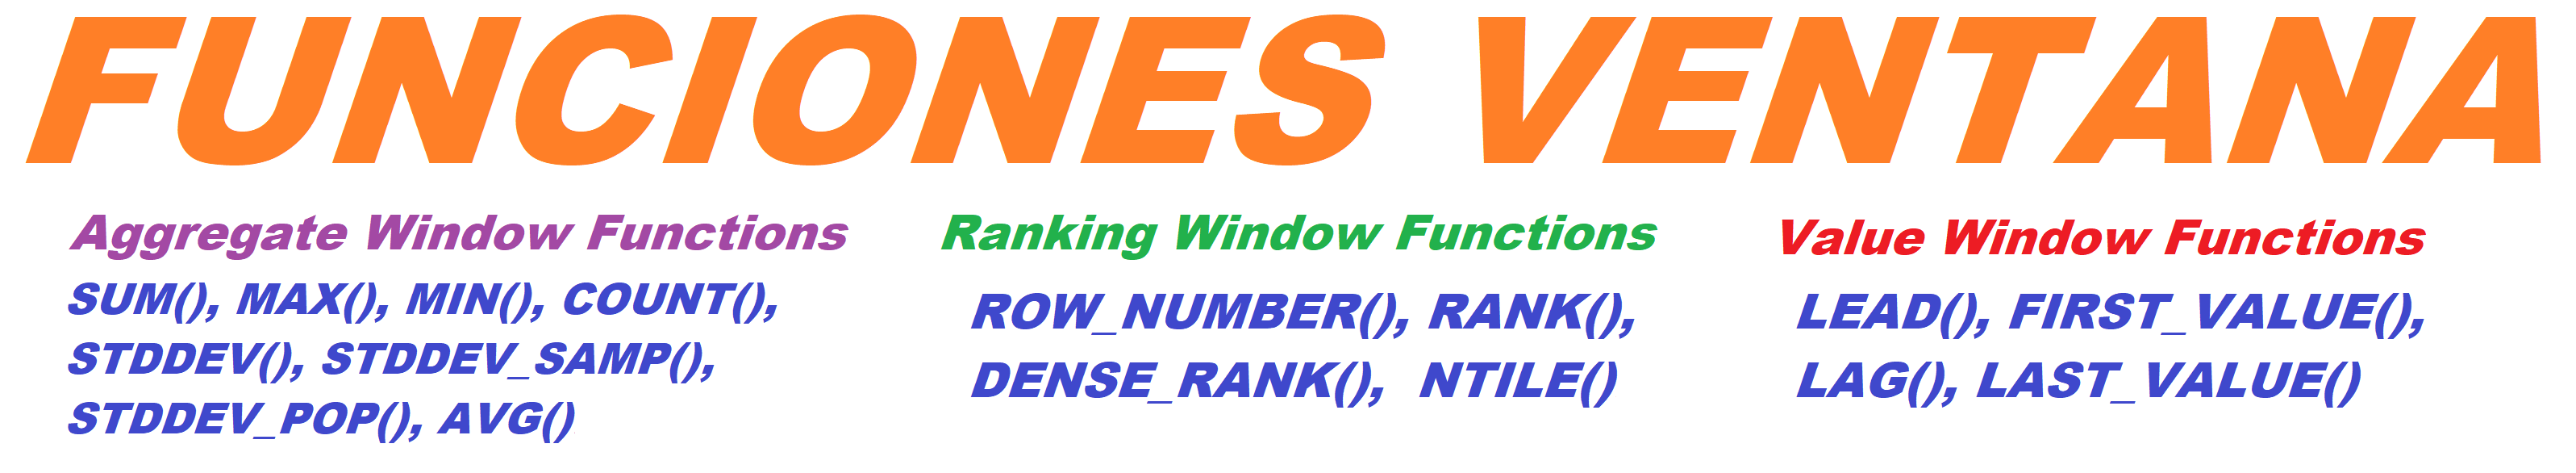 FUNCIONES VENTANA
Aggregate Window Functions
SUM(), MAX(), MIN(), COUNT(),
STDDEV(), STDDEV_SAMP(),
STDDEV_POP(), AVG()
Ranking Window Functions
ROW_NUMBER(), RANK(),
DENSE_RANK(), NTILE()
Value Window Functions
LEAD(), FIRST_VALUE(),
LAG(), LAST_VALUE()